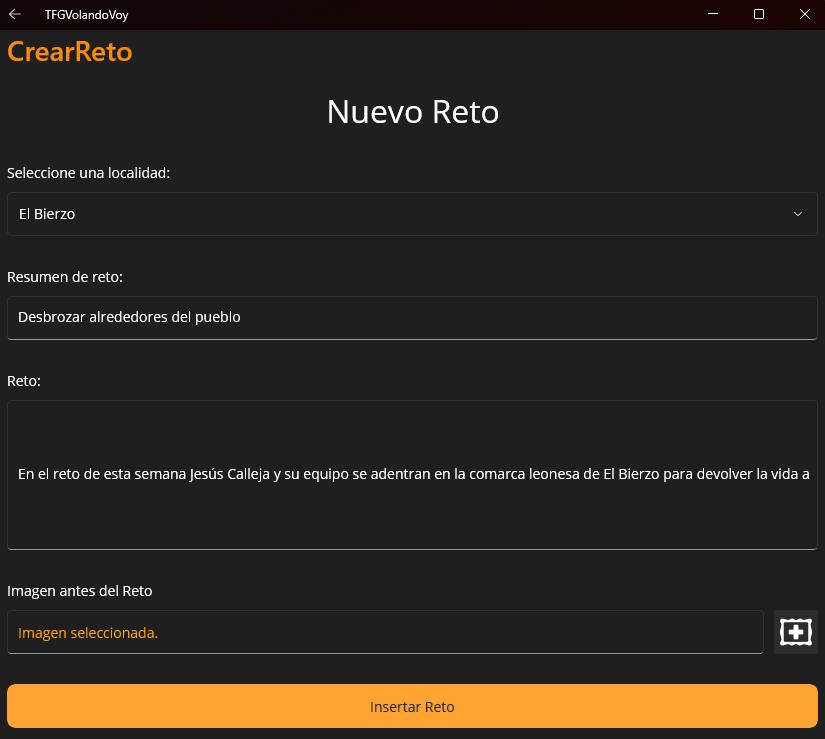 TFGVolandoVoy
CrearReto
Nuevo Reto
Seleccione una localidad:
El Bierzo
Resumen de reto:
Desbrozar alrededores del pueblo
Reto:
En el reto de esta semana Jesús Calleja y su equipo se adentran en la comarca leonesa de El Bierzo para devolver la vida a
Imagen antes del Reto
Imagen seleccionada.
Insertar Reto